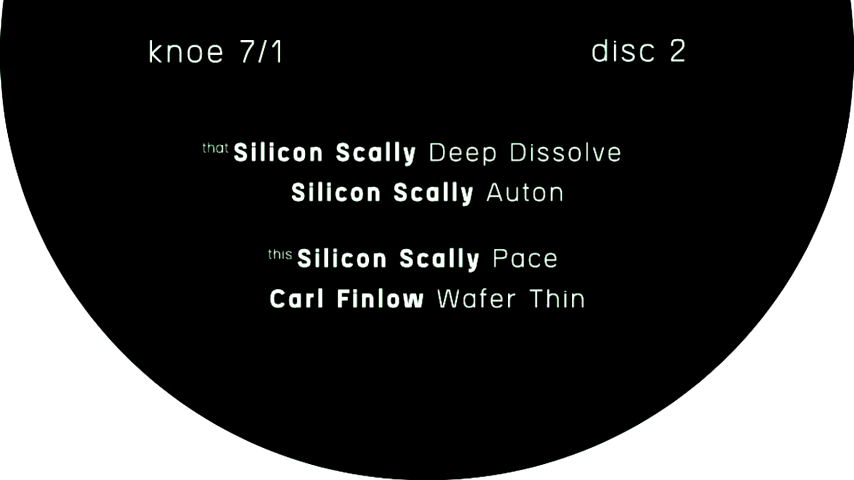 knoe 7/1 disc 2
that Silicon Scally Deep Dissolve
Silicon Scally Auton
this Silicon Scally Pace
Carl Finlow Wafer Thin